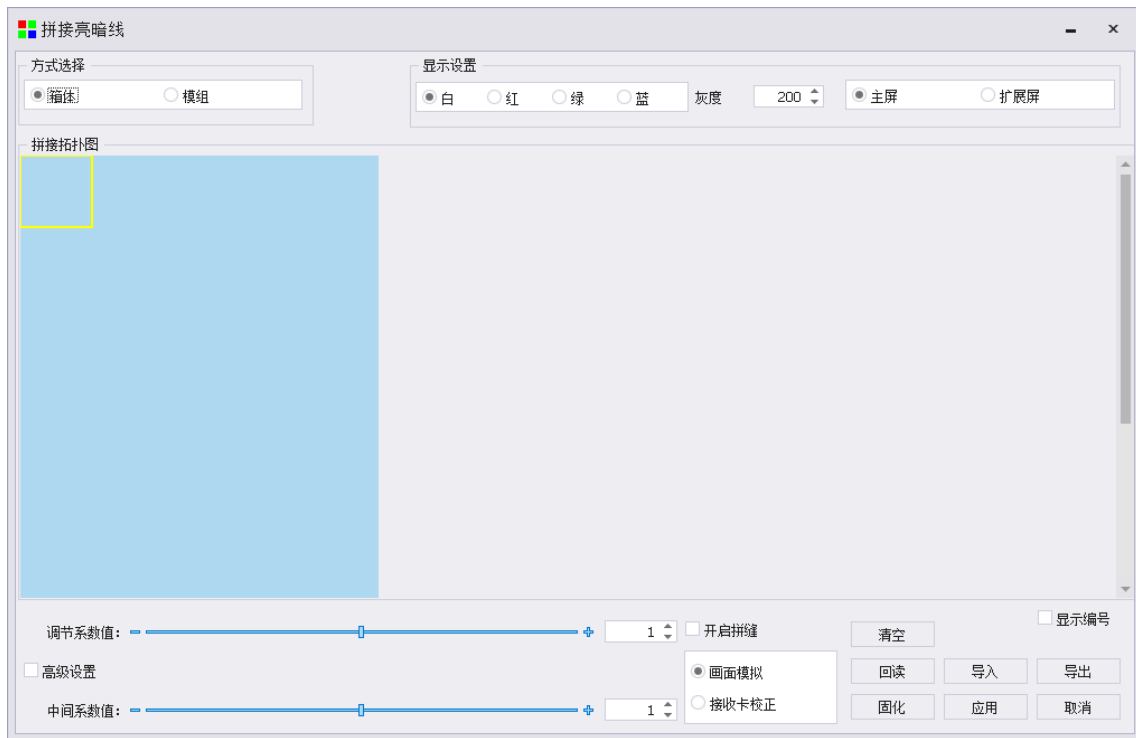 拼接亮暗线
方式选择
箱体 模组
显示设置
白 红 绿 蓝 灰度 200 主屏 扩展屏
拼接拓扑图
调节系数值: 1 开启拼缝
显示编号
清空
高级设置
画面模拟
回读 导入 导出
中间系数值: 1
接收卡校正
固化 应用 取消